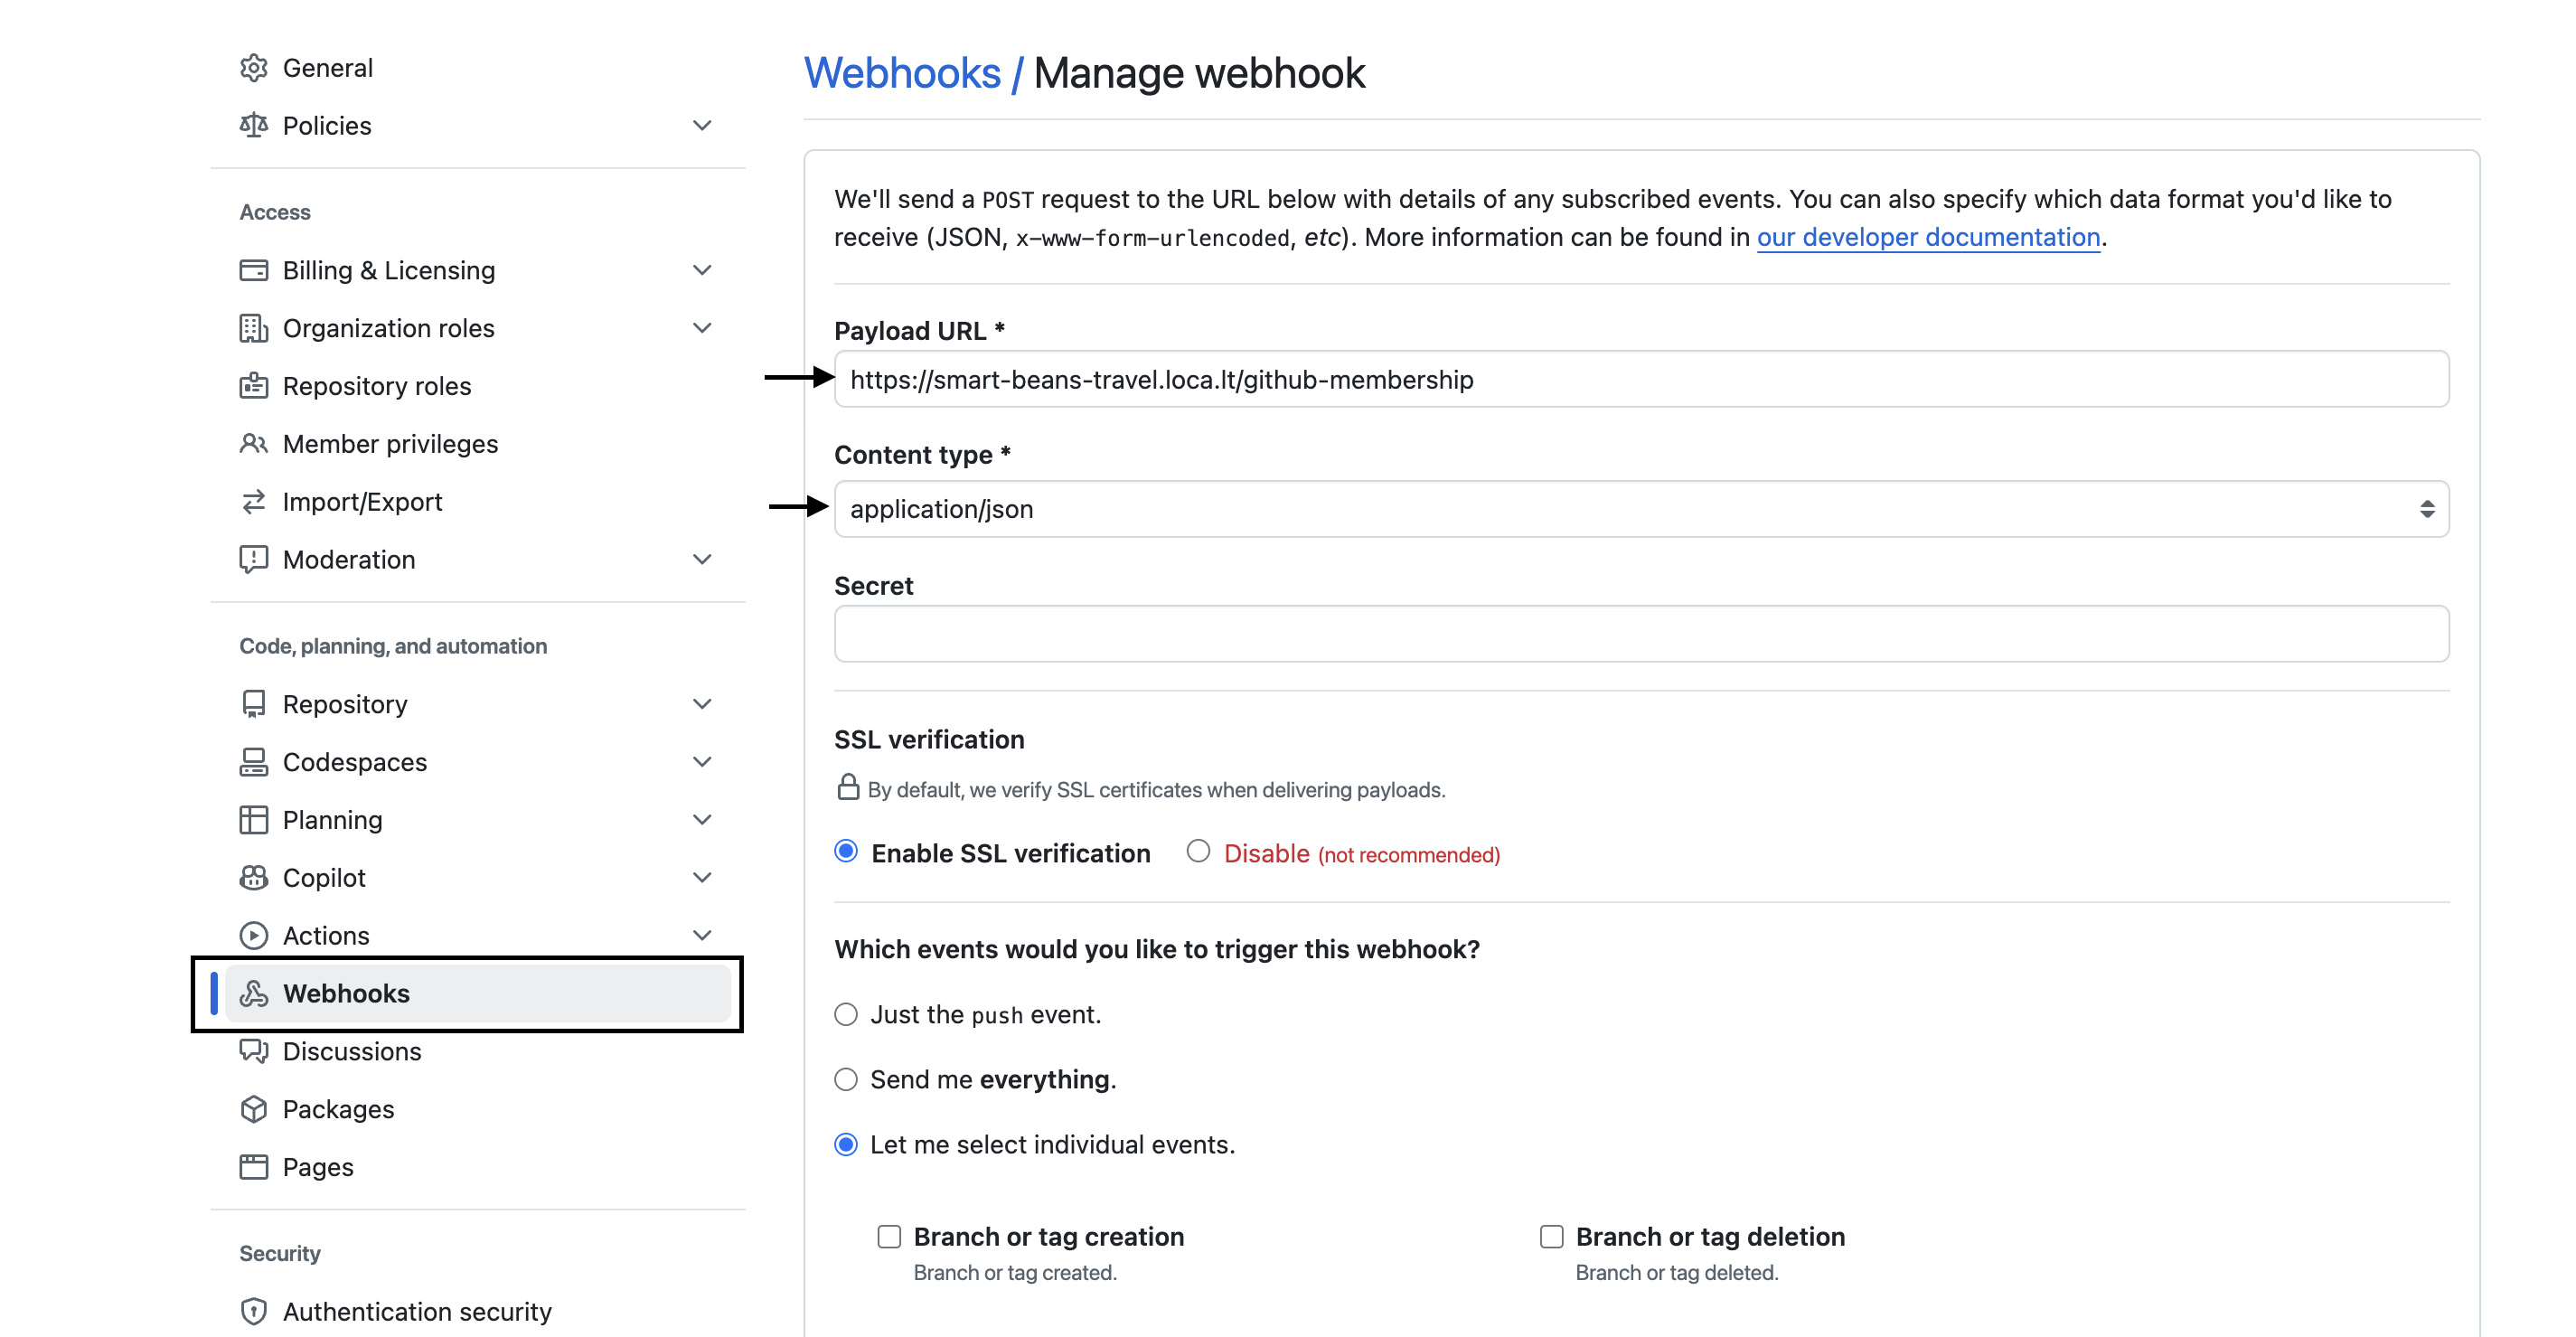 General
Policies
Access
Billing & Licensing
Organization roles
Repository roles
Member privileges
Import/Export
Moderation
Code, planning, and automation
Repository
Codespaces
Planning
Copilot
Actions
Webhooks
Discussions
Packages
Pages
Security
Authentication security
Webhooks / Manage webhook
We'll send a POST request to the URL below with details of any subscribed events. You can also specify which data format you'd like to
receive (JSON, x-www-form-urlencoded, etc). More information can be found in our developer documentation.
Payload URL *
https://smart-beans-travel.loca.lt/github-membership
Content type *
application/json
Secret
SSL verification
By default, we verify SSL certificates when delivering payloads.
Enable SSL verification Disable (not recommended)
Which events would you like to trigger this webhook?
Just the push event.
Send me everything.
Let me select individual events.
Branch or tag creation
Branch or tag created.
Branch or tag deletion
Branch or tag deleted.